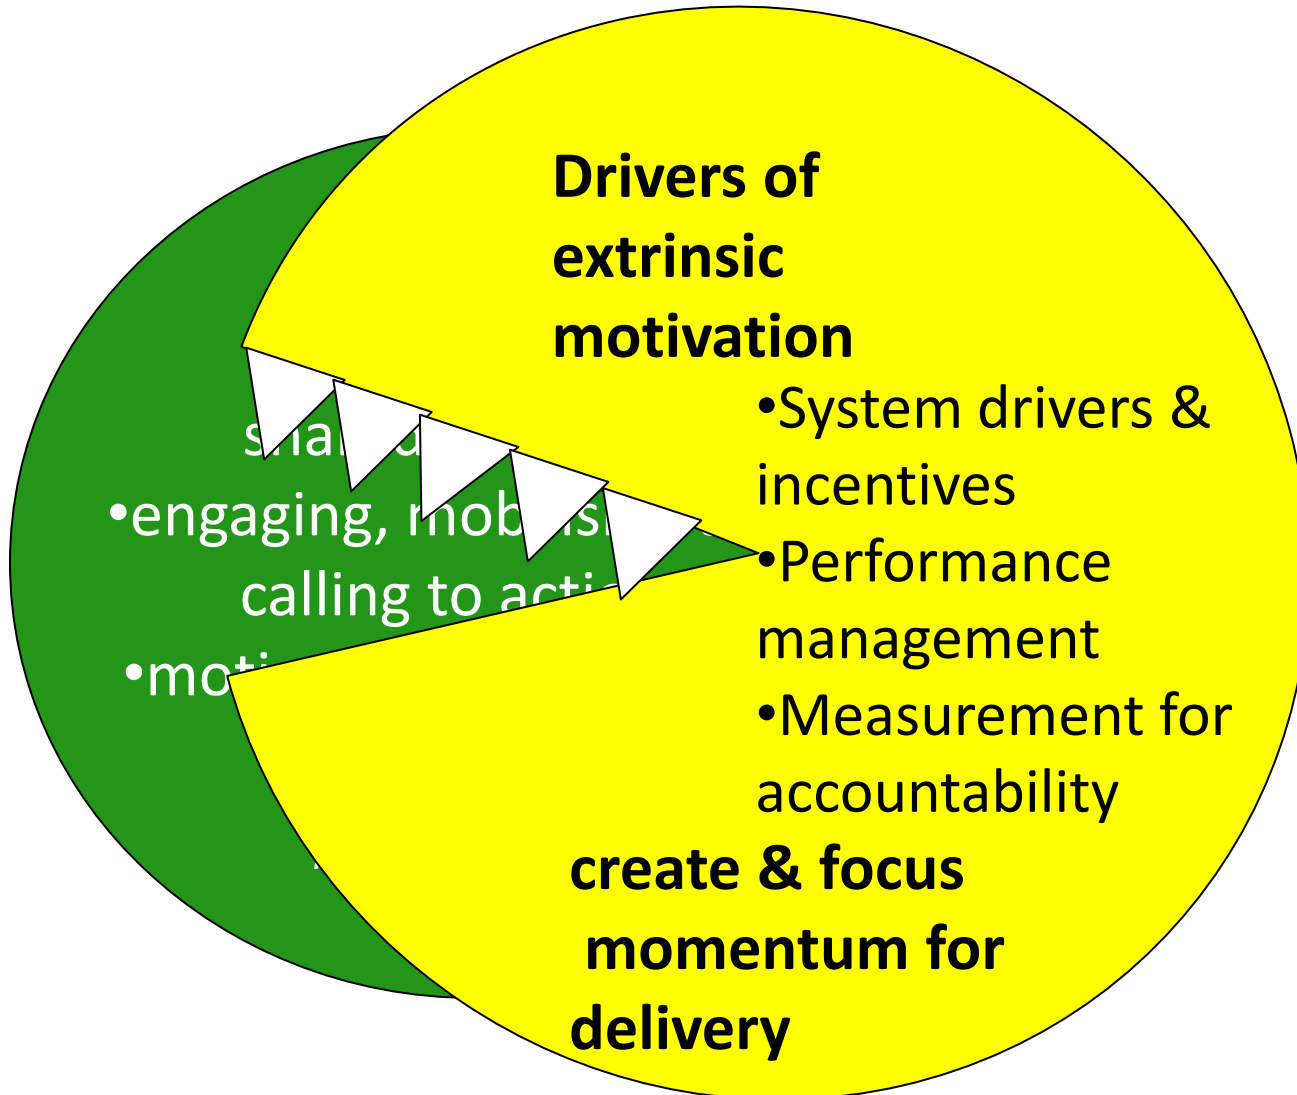 Drivers of
extrinsic
motivation
•System drivers &
incentives
•Performance
management
•Measurement for
accountability
create & focus
momentum for
delivery
•engaging,
calling to